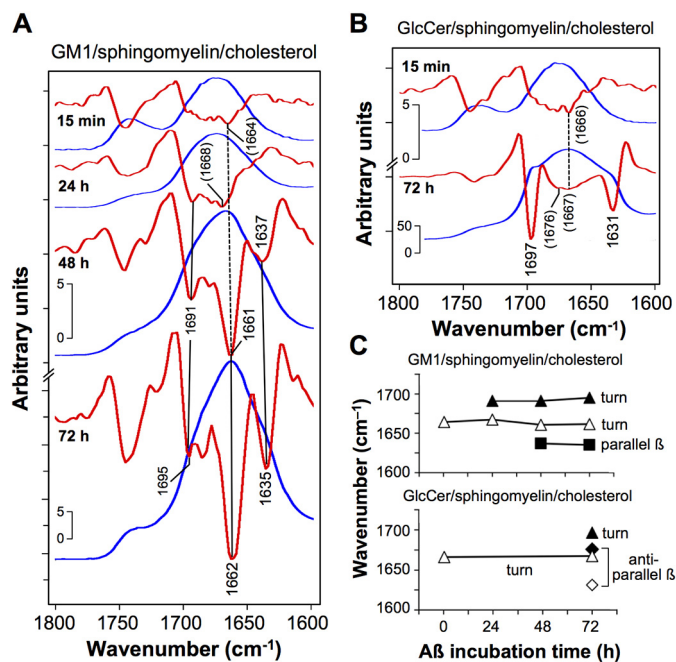 A
GM1/sphingomyelin/cholesterol
15 min
(1664)
24 h
(1668)
48 h
1637
5
0
1691
1661
72 h
1695
1635
5
0
1662
1800 1750 1700 1650 1600
Wavenumber (cm-1)
Arbitrary units
B
GlcCer/sphingomyelin/cholesterol
15 min
5
0
(1666)
72 h
50
0
1697
(1676)
(1667)
1631
1800 1750 1700 1650 1600
Wavenumber (cm-1)
Arbitrary units
C
GM1/sphingomyelin/cholesterol
1700
1650
1600
turn
turn
parallel ß
GlcCer/sphingomyelin/cholesterol
1700
1650
1600
turn
turn
anti-
parallel ß
0 24 48 72
Aß incubation time (h)
Wavenumber (cm−1)